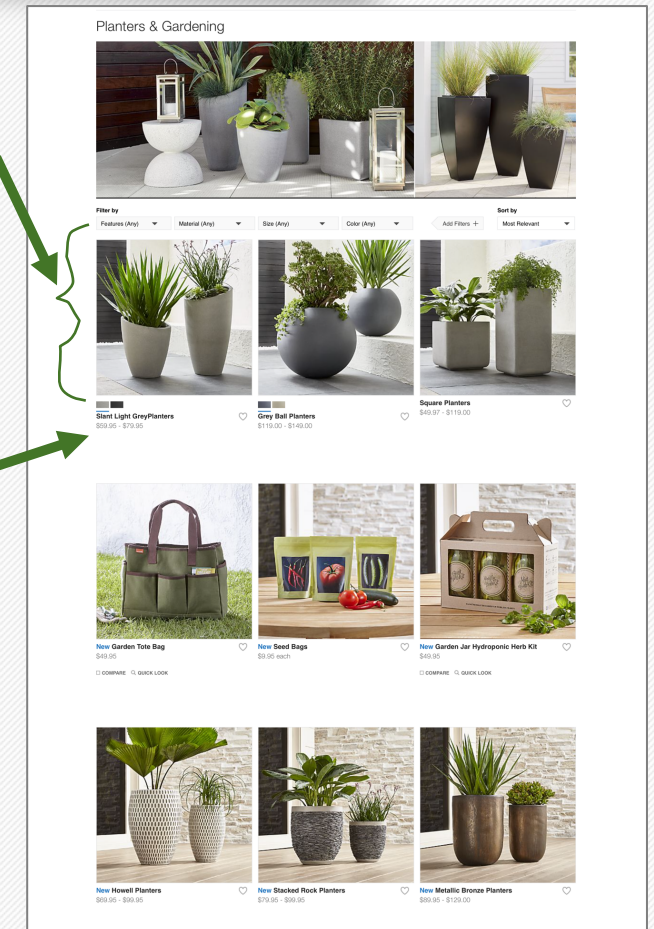 Planters & Gardening
Filter by
Sort by
Features (Any)
Material (Any)
Size (Any)
Color (Any)
Add Filters +
Most Relevant
Slant Light GreyPlanters
$59.95 - $79.95
Grey Ball Planters
$119.00 - $149.00
Square Planters
$49.97 - $119.00
New Garden Tote Bag
$49.95
COMPARE QUICK LOOK
New Seed Bags
$9.95 each
New Garden Jar Hydroponic Herb Kit
$49.95
COMPARE QUICK LOOK
New Howell Planters
$69.95 - $99.95
New Stacked Rock Planters
$79.95 - $99.95
New Metallic Bronze Planters
$89.95 - $129.00